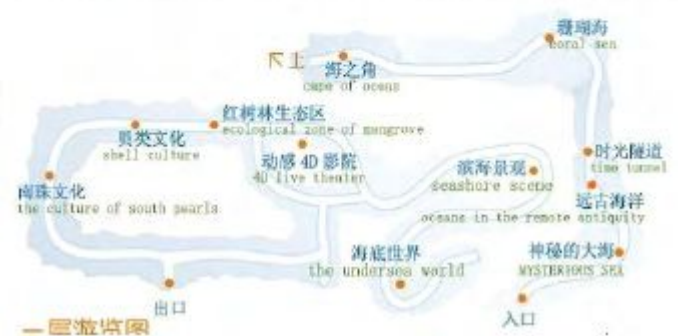 珊瑚海
coral sea
上
海之角
cape of oceans
红树林生态区
ecological zone of mangrove
贝类文化
shell culture
动感 4D 影院
4D live theater
时光隧道
time tunnel
滨海景观
seashore scene
南珠文化
the culture of south pearls
远古海洋
oceans in the remote antiquity
海底世界
the undersea world
神秘的大海
MYSTERIOUS SEA
出口
入口
一层游览图